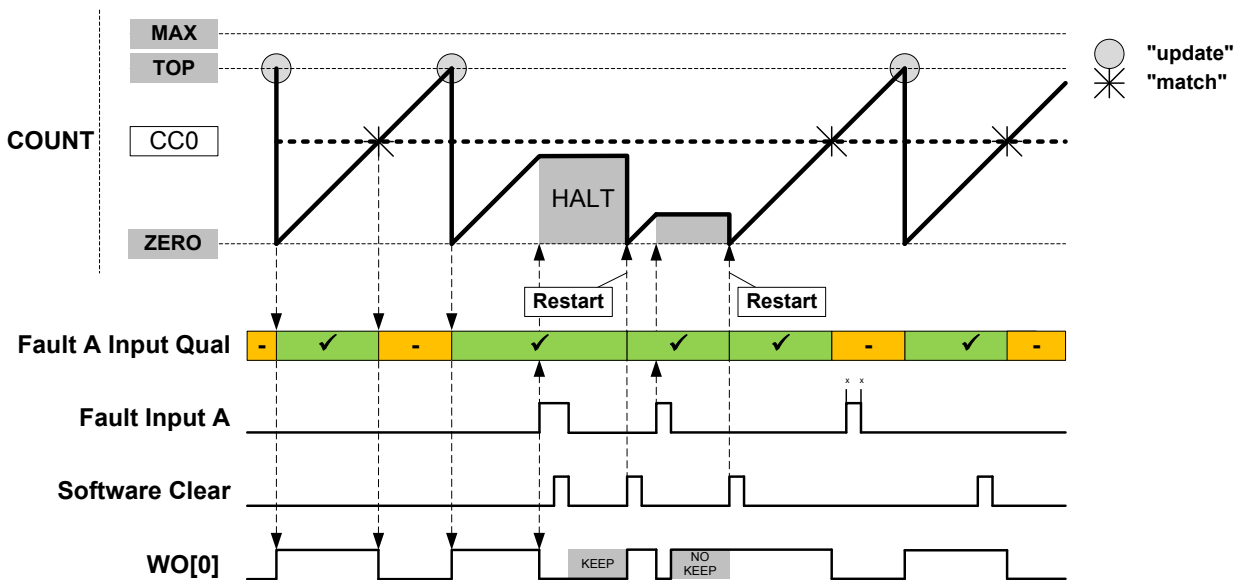 MAX
TOP
"update"
"match"
COUNT
CC0
HALT
ZERO
Restart
Restart
Fault A Input Qual
- ✓ - ✓ ✓ ✓ - ✓ -
x x
Fault Input A
Software Clear
WO[0]
KEEP
NO
KEEP